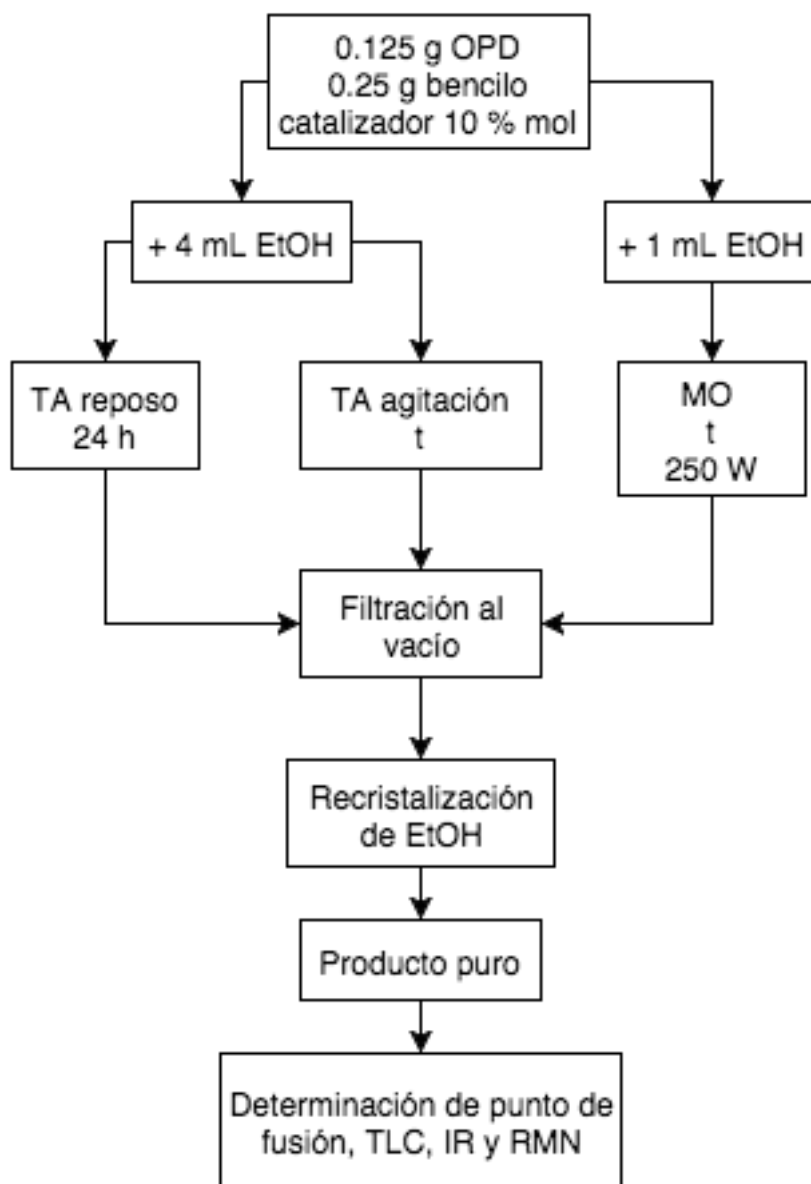 0.125 g OPD
0.25 g bencilo
catalizador 10 % mol
+ 4 mL EtOH
+ 1 mL EtOH
TA reposo
24 h
TA agitación
t
MO
t
250 W
Filtración al
vacío
Recristalización
de EtOH
Producto puro
Determinación de punto de
fusión, TLC, IR y RMN